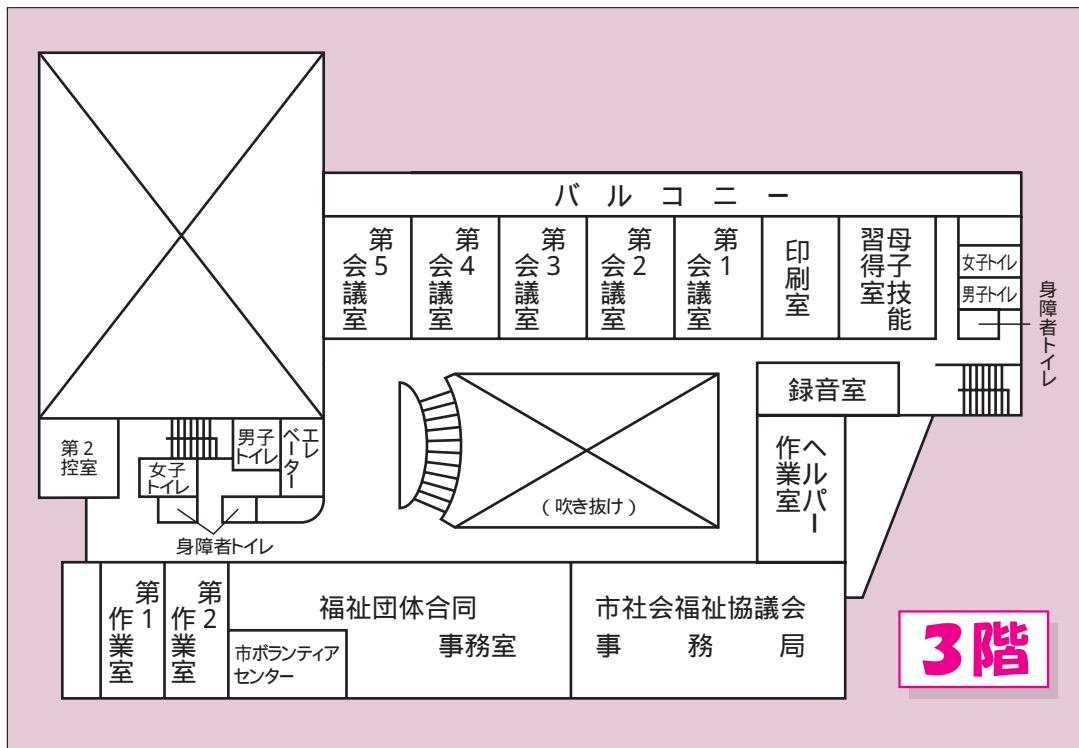 バルコニー
第5
会議室
第4
会議室
第3
会議室
第2
会議室
第1
会議室
印刷室
母子技能
習得室
女子トイレ
男子トイレ
身障者トイレ
録音室
ヘルパー
作業室
(吹き抜け)
第2
控室
女子
トイレ
男子
トイレ
エレ
ベーター
身障者トイレ
第1
作業室
第2
作業室
福祉団体合同
事務室
市ボランティア
センター
市社会福祉協議会
事務局
3階